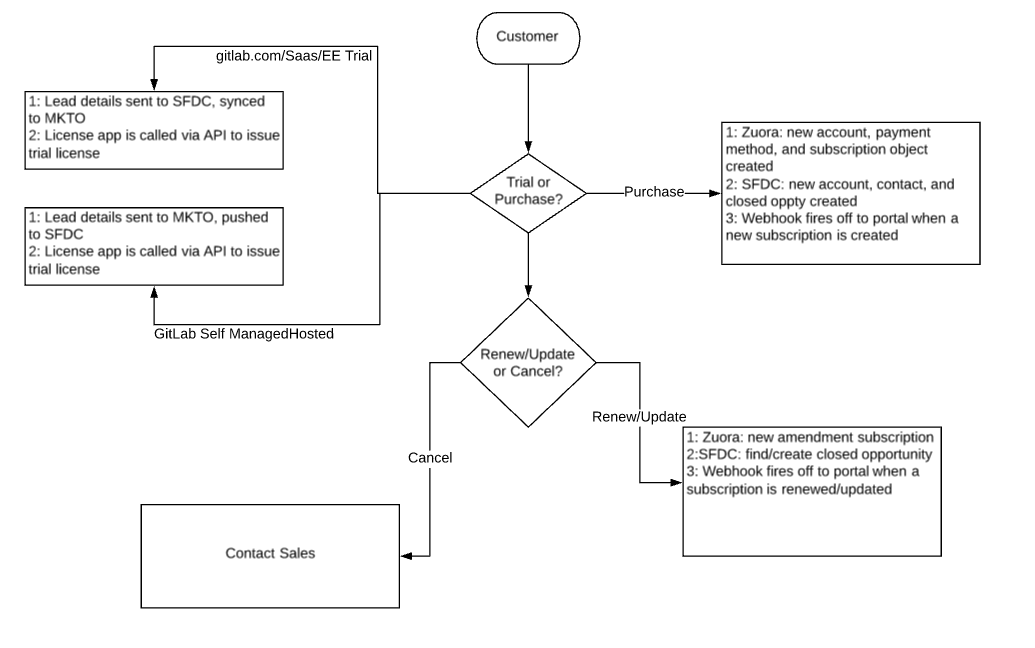 Customer
gitlab.com/Saas/EE Trial
1: Lead details sent to SFDC, synced
to MKTO
2: License app is called via API to issue
trial license
Trial or
Purchase?
Purchase
1: Zuora: new account, payment
method, and subscription object
created
2: SFDC: new account, contact, and
closed oppty created
3: Webhook fires off to portal when a
new subscription is created
1: Lead details sent to MKTO, pushed
to SFDC
2: License app is called via API to issue
trial license
GitLab Self ManagedHosted
Renew/Update
or Cancel?
Renew/Update
1: Zuora: new amendment subscription
2:SFDC: find/create closed opportunity
3: Webhook fires off to portal when a
subscription is renewed/updated
Cancel
Contact Sales